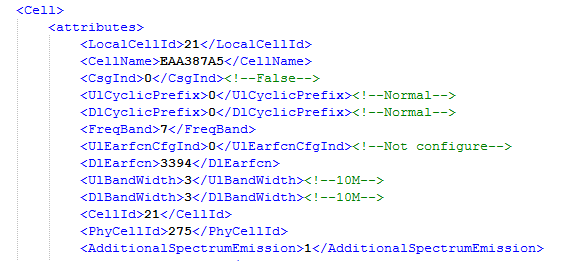 <Cell>
<attributes>
<LocalCellId>21</LocalCellId>
<CellName>EAA387A5</CellName>
<CsgInd>0</CsgInd><!--False-->
<UlCyclicPrefix>0</UlCyclicPrefix><!--Normal-->
<DlCyclicPrefix>0</DlCyclicPrefix><!--Normal-->
<FreqBand>7</FreqBand>
<UlEarfcnCfgInd>0</UlEarfcnCfgInd><!--Not configure-->
<DlEarfcn>3394</DlEarfcn>
<UlBandWidth>3</UlBandWidth><!--10M-->
<DlBandWidth>3</DlBandWidth><!--10M-->
<CellId>21</CellId>
<PhyCellId>275</PhyCellId>
<AdditionalSpectrumEmission>1</AdditionalSpectrumEmission>